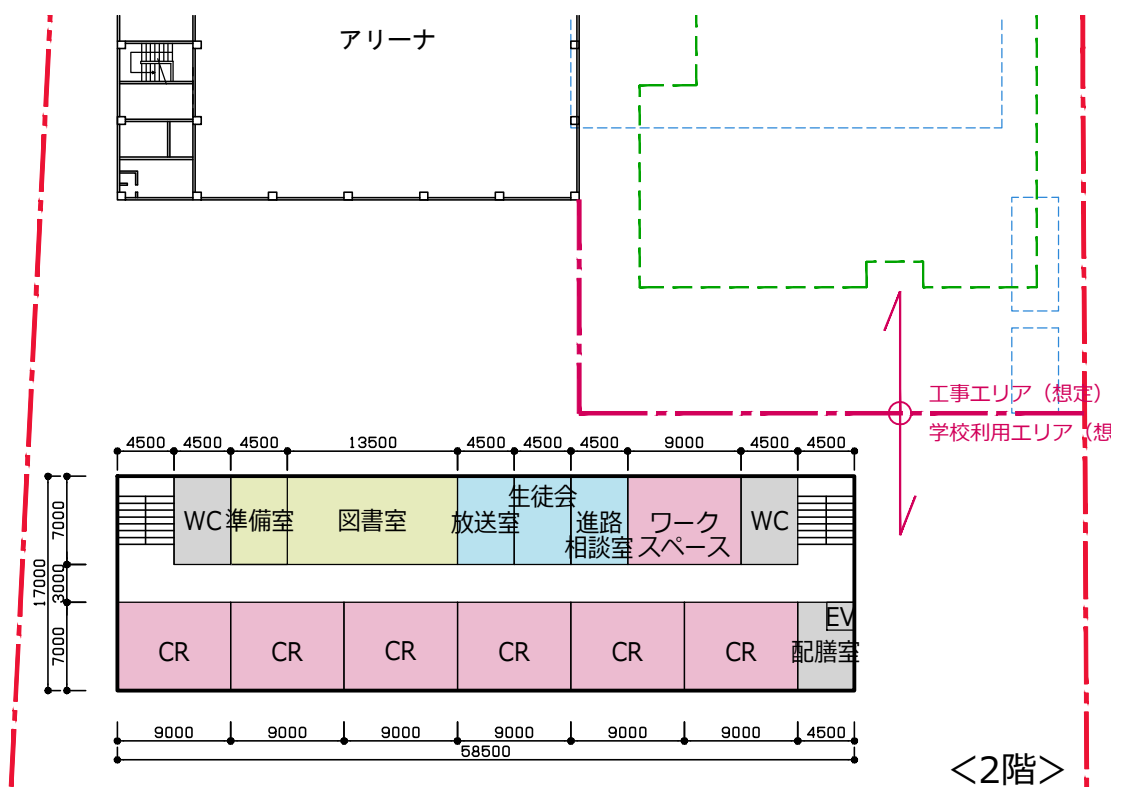 アリーナ
工事エリア（想定）
学校利用エリア（想
4500 4500 4500 13500 4500 4500 4500 9000 4500 4500
WC 準備室 図書室 放送室 生徒会 進路
相談室 ワーク
スペース WC
7000
3000
7000
17000
CR CR CR CR CR CR EV
配膳室
9000 9000 9000 9000 9000 9000 4500
58500
＜2階＞